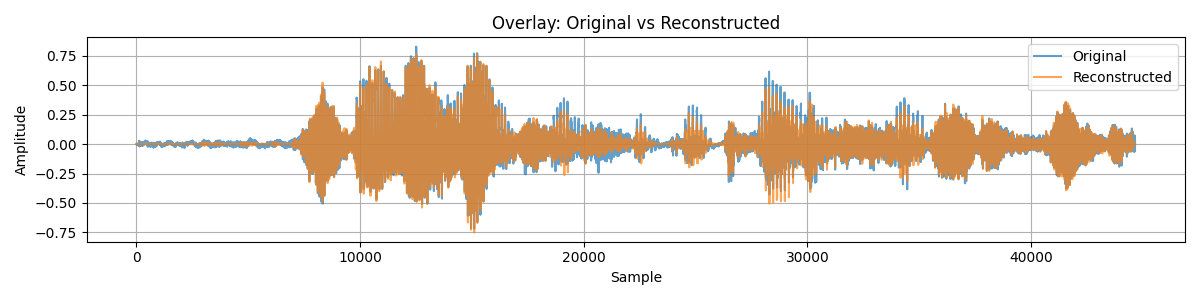 Overlay: Original vs Reconstructed
Original
Reconstructed
Amplitude
0.75
0.50
0.25
0.00
−0.25
−0.50
−0.75
0
10000
20000
30000
40000
Sample